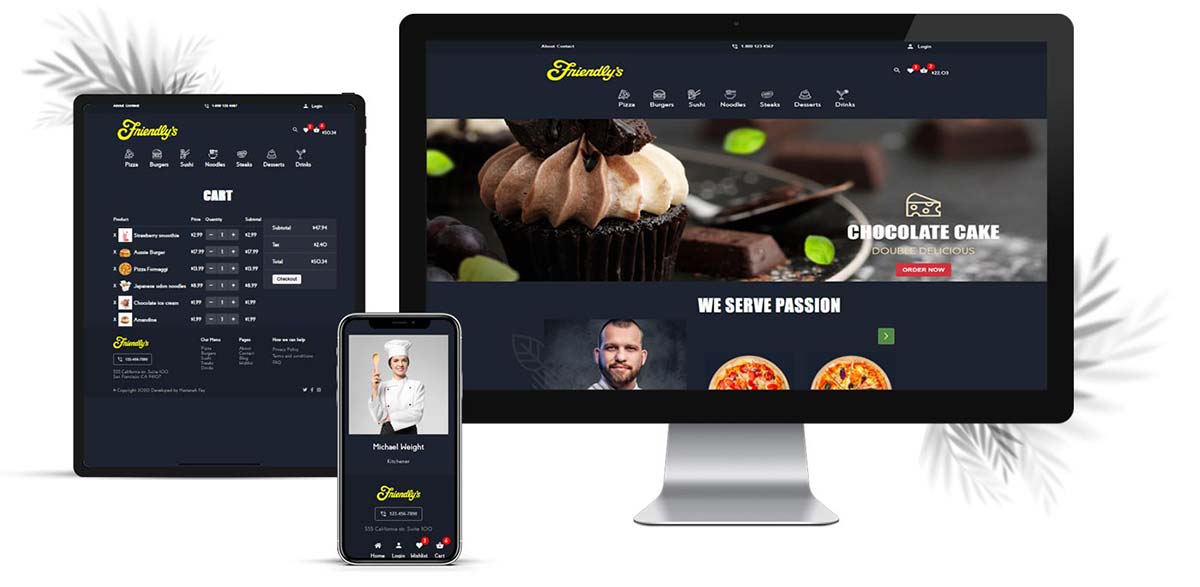 About Contact
1-800 123 4567
Login
Friendly's
3
2
$22.03
Pizza Burgers Sushi Noodles Steaks Desserts Drinks
CHOCOLATE CAKE
DOUBLE DELICIOUS
ORDER NOW
WE SERVE PASSION
About Contact
Login
Friendly's
$50.34
Pizza Burgers Sushi Noodles Steaks Desserts Drinks
CART
Product Price Quantity Subtotal
X Strawberry smoothie $2.99 − 1 + $2.99
X Aussie Burger $17.99 − 1 + $17.99
X Pizza Formaggi $13.99 − 1 + $13.99
X Japanese udon noodles $8.99 − 1 + $8.99
X Chocolate ice cream $1.99 − 1 + $1.99
X Amandine $1.99 − 1 + $1.99
Subtotal $47.94
Tax $2.40
Total $50.34
Checkout
Friendly's
123-456-7890
555 California str. Suite 100
San Francisco, CA 94107
Our Menu
Pizza
Burgers
Sushi
Steaks
Drinks
Pages
About
Contact
Blog
Wishlist
How we can help
Privacy Policy
Terms and conditions
FAQ
© Copyright 2020 Developed by
Michael Weight
Kitchener
Friendly's
123-456-7890
555 California str. Suite 100
3
6
Home Login Wishlist Cart